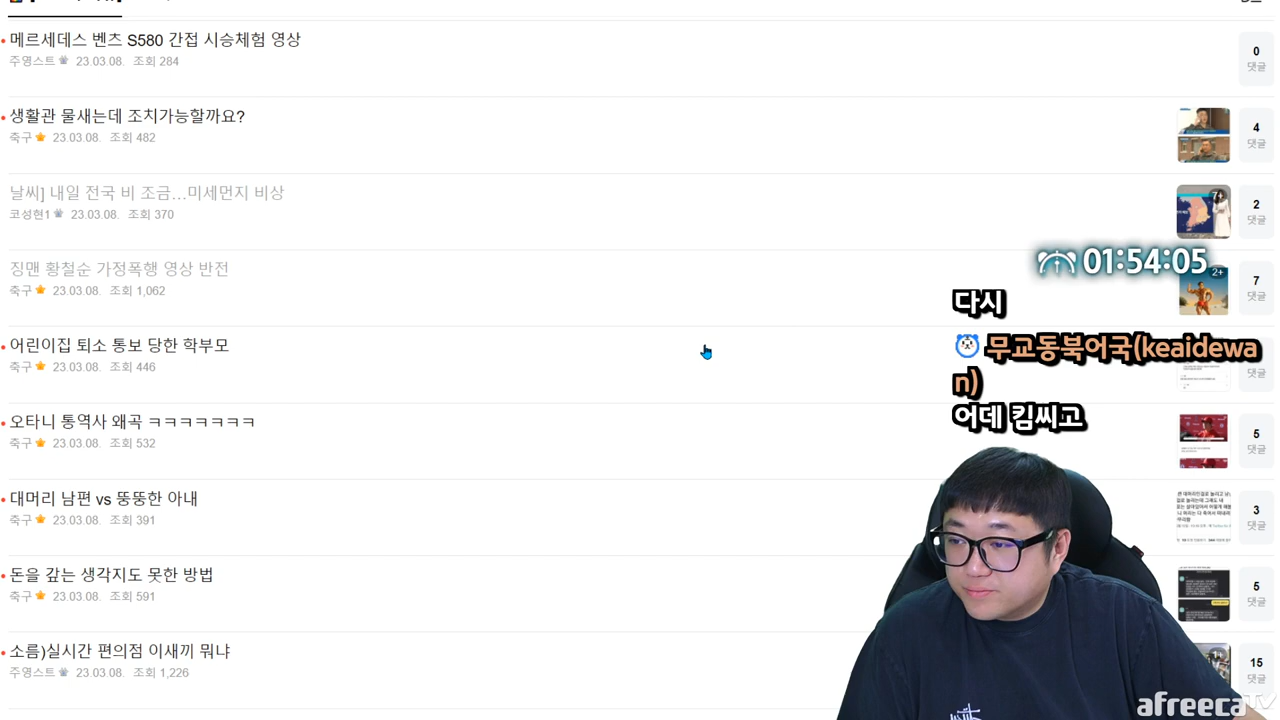 메르세데스 벤츠 S580 간접 시승체험 영상
주영스트 23.03.08. 조회 284
0
댓글
생활관 물새는데 조치가능할까요?
축구 23.03.08. 조회 482
4
댓글
날씨] 내일 전국 비 조금…미세먼지 비상
코성현1 23.03.08. 조회 370
7+
2
댓글
01:54:05
징맨 황철순 가정폭행 영상 반전
축구 23.03.08. 조회 1,062
2+
7
댓글
다시
어린이집 퇴소 통보 당한 학부모
축구 23.03.08. 조회 446
댓글
무교동북어국(keaidewa
n)
어데 킴씨고
오타니 통역사 왜곡 ㅋㅋㅋㅋㅋㅋㅋ
축구 23.03.08. 조회 532
5
댓글
대머리 남편 vs 뚱뚱한 아내
축구 23.03.08. 조회 391
3
댓글
돈을 갚는 생각지도 못한 방법
축구 23.03.08. 조회 591
5
댓글
소름)실시간 편의점 이새끼 뭐냐
주영스트 23.03.08. 조회 1,226
15
댓글
afreecaTV